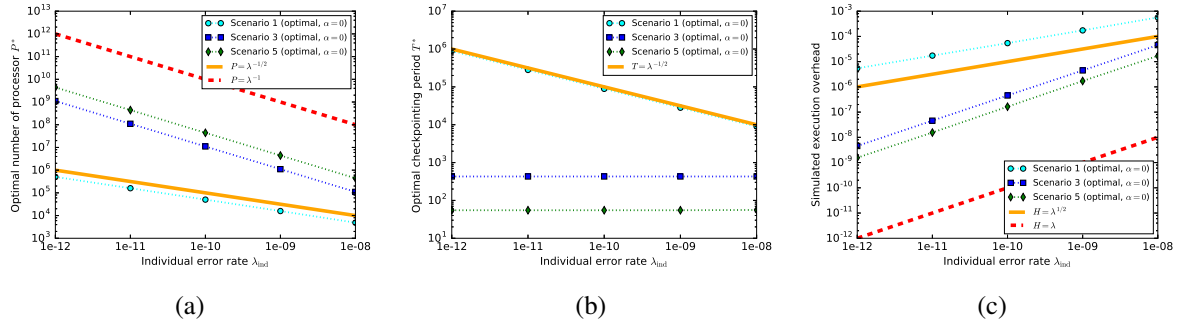 10^13
10^12
10^11
10^10
10^9
10^8
10^7
10^6
10^5
10^4
10^3
Optimal number of processor P*
Scenario 1 (optimal, α=0)
Scenario 3 (optimal, α=0)
Scenario 5 (optimal, α=0)
P=λ^{-1/2}
P=λ^{-1}
1e-12 1e-11 1e-10 1e-09 1e-08
Individual error rate λ_ind
(a)
10^7
10^6
10^5
10^4
10^3
10^2
10^1
Optimal checkpointing period T*
Scenario 1 (optimal, α=0)
Scenario 3 (optimal, α=0)
Scenario 5 (optimal, α=0)
T=λ^{-1/2}
1e-12 1e-11 1e-10 1e-09 1e-08
Individual error rate λ_ind
(b)
10^-3
10^-4
10^-5
10^-6
10^-7
10^-8
10^-9
10^-10
10^-11
10^-12
Simulated execution overhead
Scenario 1 (optimal, α=0)
Scenario 3 (optimal, α=0)
Scenario 5 (optimal, α=0)
H=λ^{1/2}
H=λ
1e-12 1e-11 1e-10 1e-09 1e-08
Individual error rate λ_ind
(c)